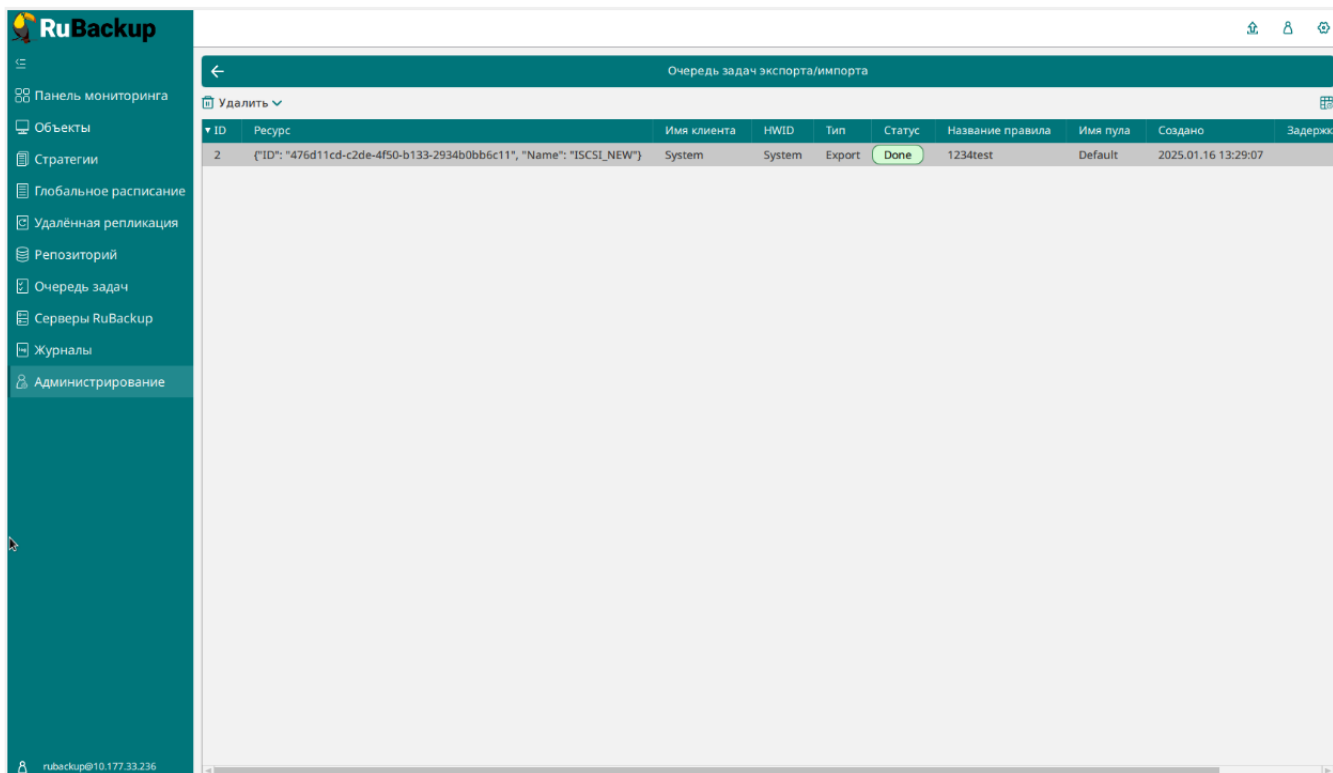 RuBackup
Очередь задач экспорта/импорта
Панель мониторинга
Объекты
Стратегии
Глобальное расписание
Удалённая репликация
Репозиторий
Очередь задач
Серверы RuBackup
Журналы
Администрирование
rubackup@10.177.33.236
Удалить
ID Ресурс Имя клиента HWID Тип Статус Название правила Имя пула Создано Задержк
2 {"ID": "476d11cd-c2de-4f50-b133-2934b0bb6c11", "Name": "ISCSI_NEW"} System System Export Done 1234test Default 2025.01.16 13:29:07